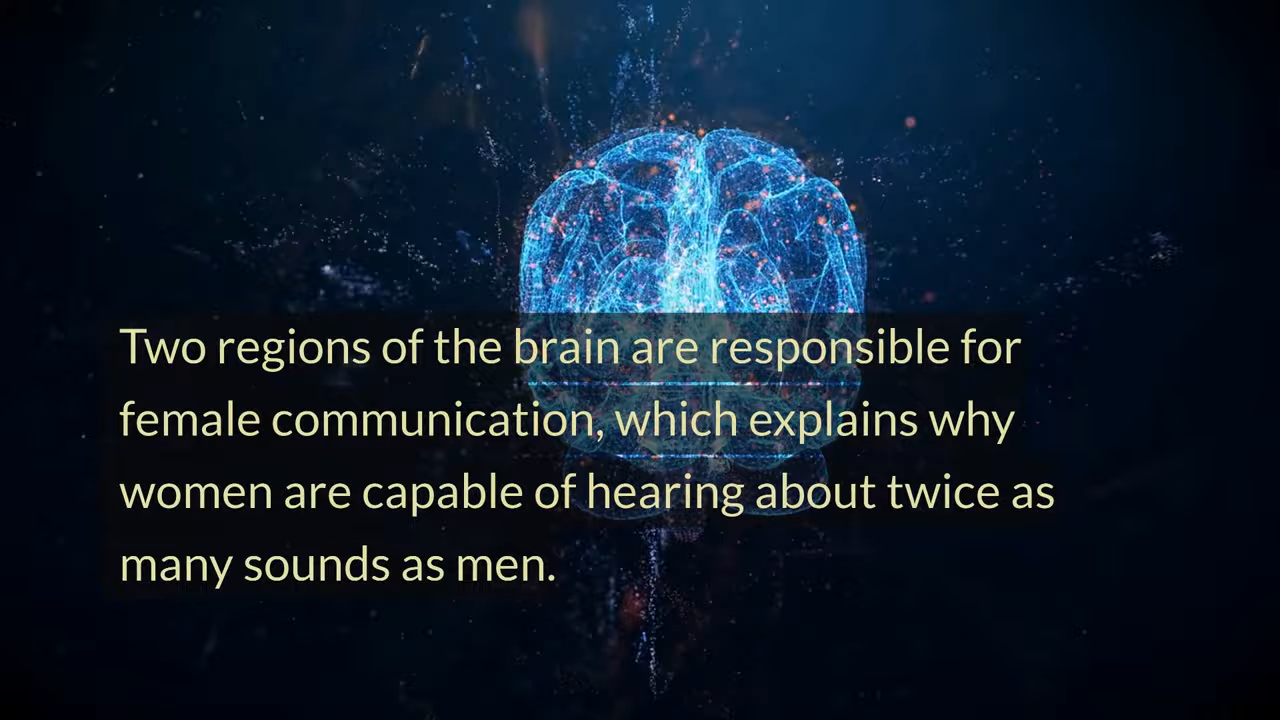 Two regions of the brain are responsible for
female communication, which explains why
women are capable of hearing about twice as
many sounds as men.